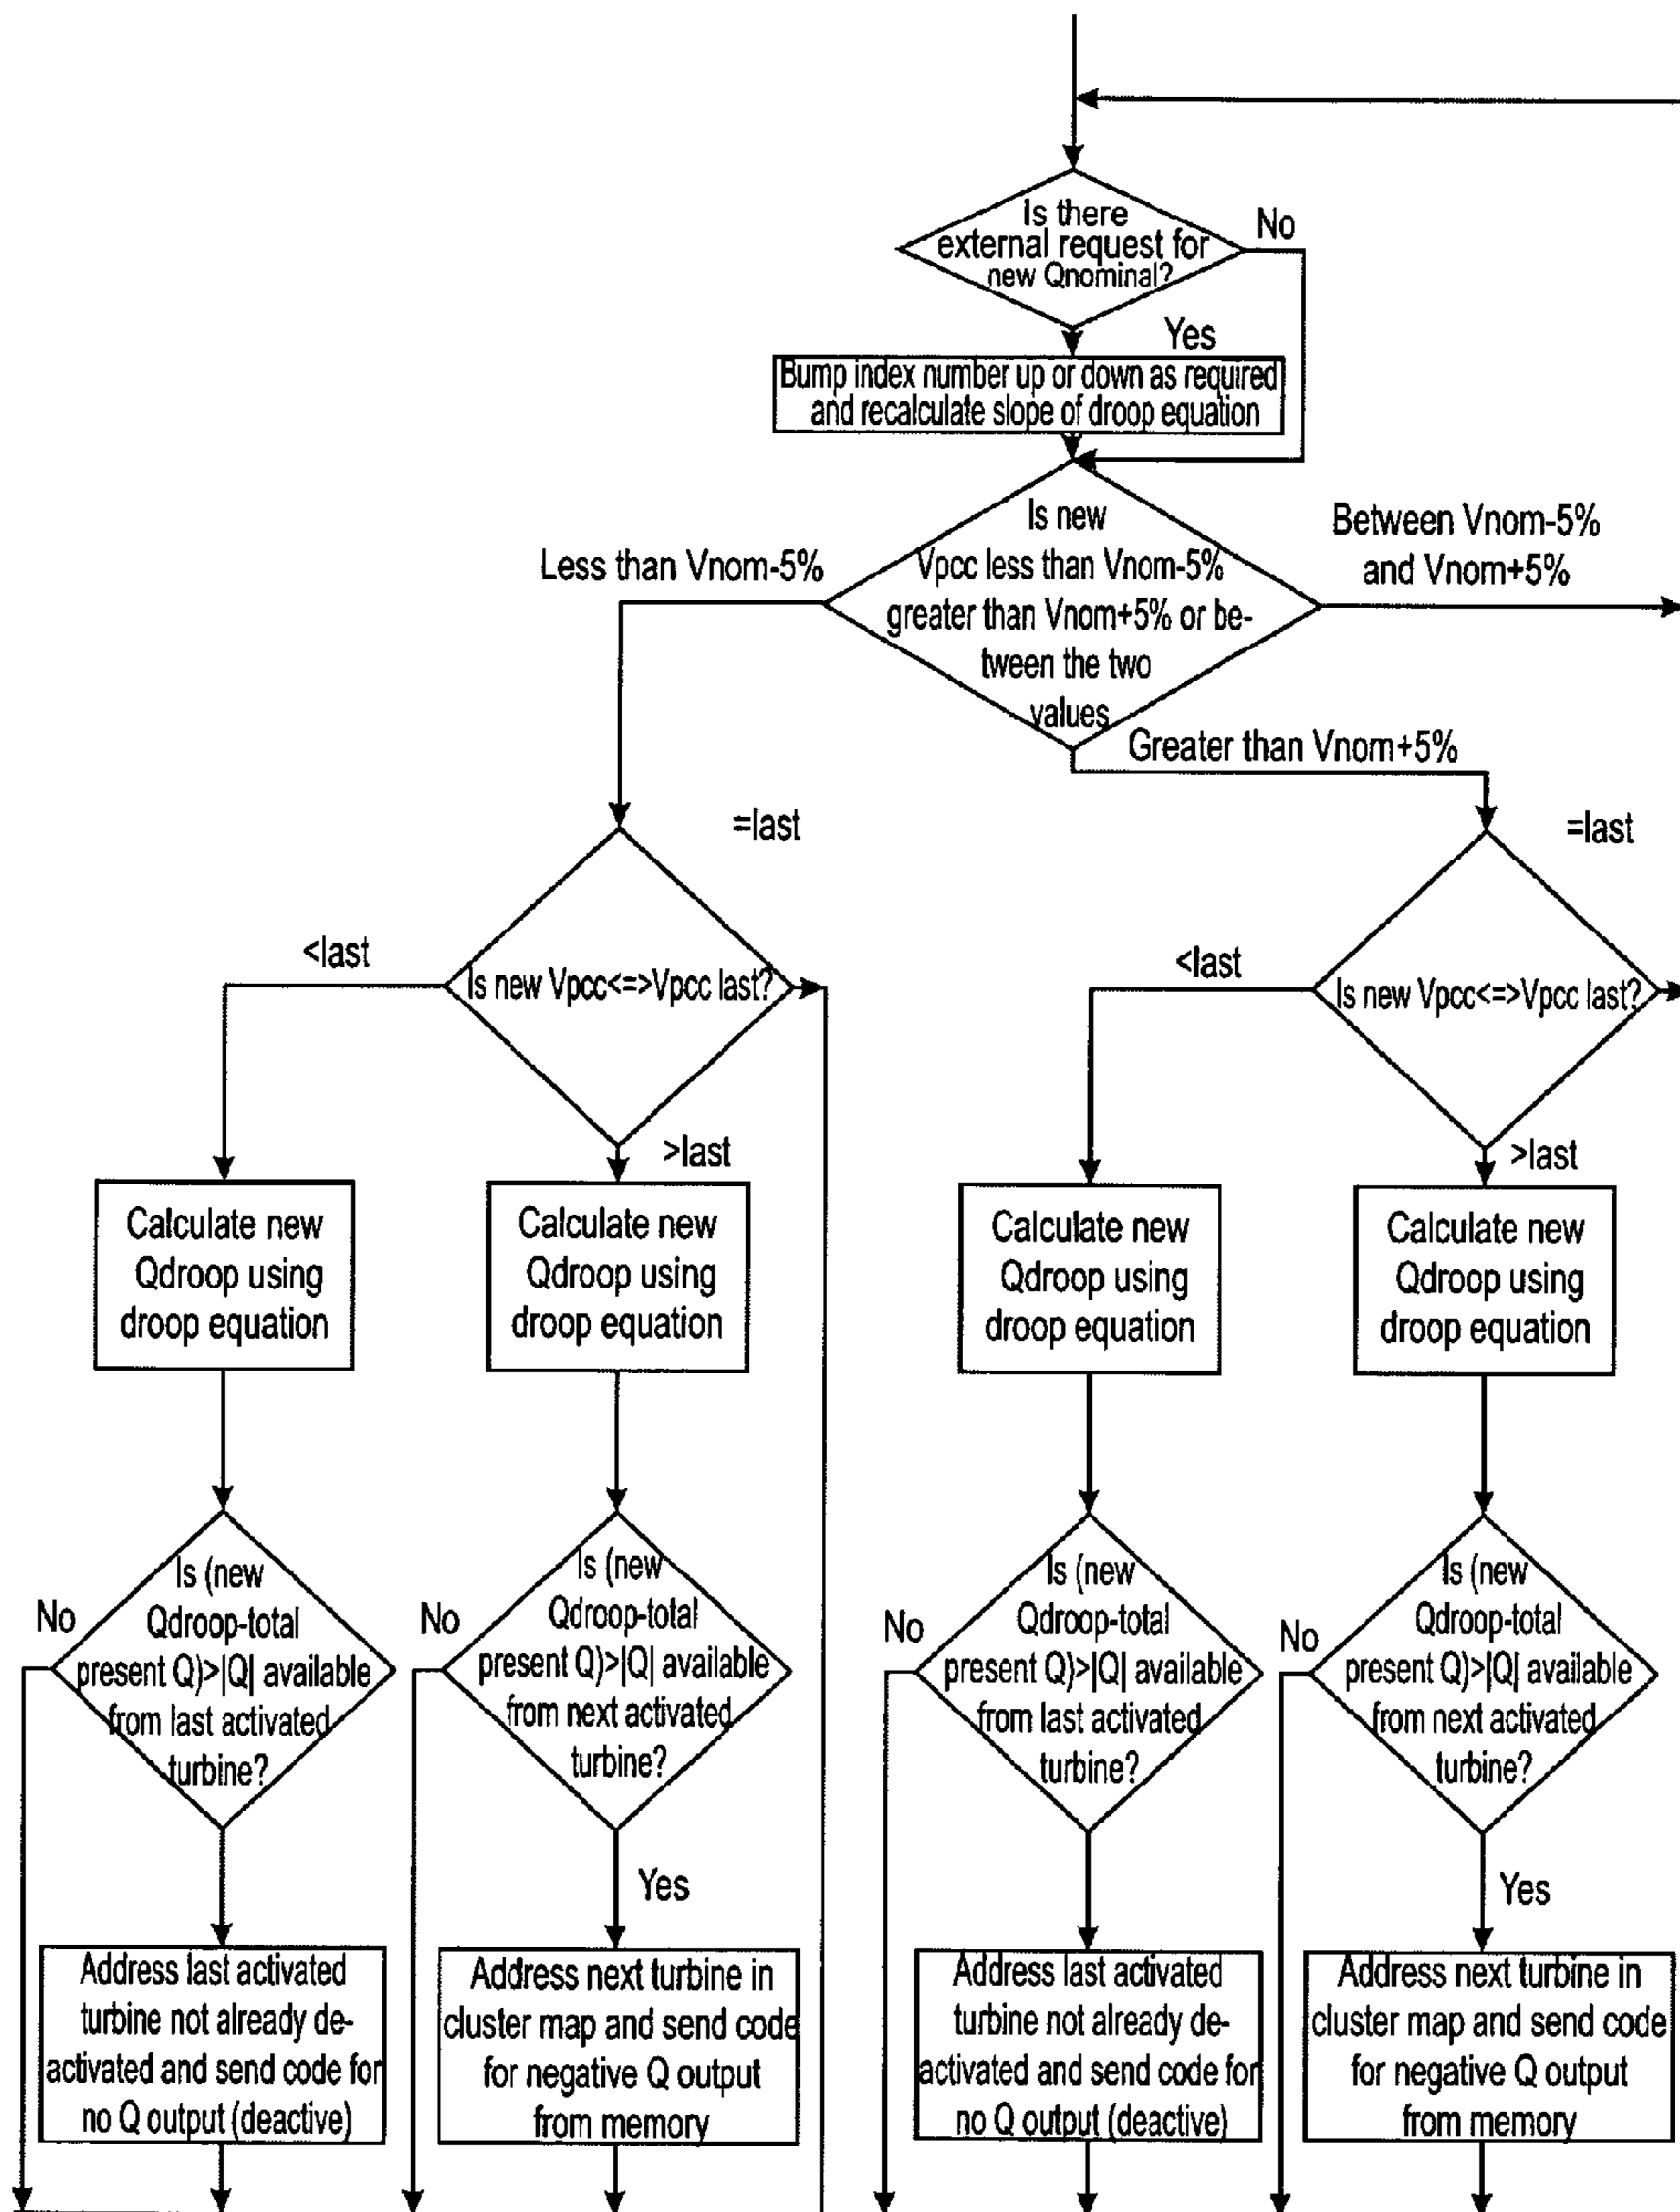 Is there
external request for
new Qnominal?
No
Yes
Bump index number up or down as required
and recalculate slope of droop equation
Is new
Vpcc less than Vnom-5%
greater than Vnom+5% or be-
tween the two
values
Less than Vnom-5%
Between Vnom-5%
and Vnom+5%
Greater than Vnom+5%
=last
<last
Is new Vpcc<=>Vpcc last?
>last
=last
<last
Is new Vpcc<=>Vpcc last?
>last
Calculate new
Qdroop using
droop equation
Calculate new
Qdroop using
droop equation
Calculate new
Qdroop using
droop equation
Calculate new
Qdroop using
droop equation
No
Is (new
Qdroop-total
present Q)>|Q| available
from last activated
turbine?
No
Is (new
Qdroop-total
present Q)>|Q| available
from next activated
turbine?
Yes
No
Is (new
Qdroop-total
present Q)>|Q| available
from last activated
turbine?
No
Is (new
Qdroop-total
present Q)>|Q| available
from next activated
turbine?
Yes
Address last activated
turbine not already de-
activated and send code for
no Q output (deactive)
Address next turbine in
cluster map and send code
for negative Q output
from memory
Address last activated
turbine not already de-
activated and send code for
no Q output (deactive)
Address next turbine in
cluster map and send code
for negative Q output
from memory